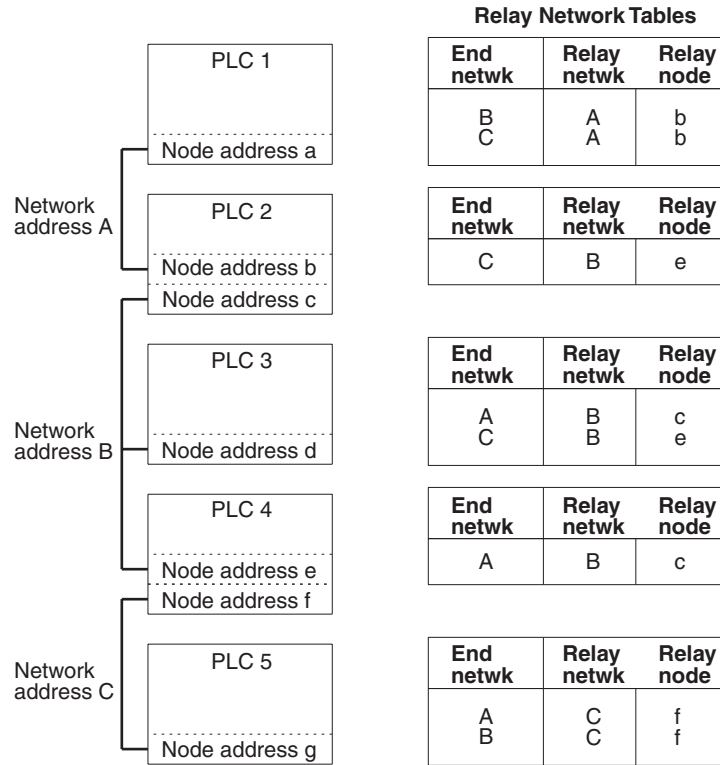 Relay Network Tables
PLC 1
Node address a
End netwk Relay netwk Relay node
B A b
C A b
Network address A
PLC 2
Node address b
Node address c
End netwk Relay netwk Relay node
C B e
Network address B
PLC 3
Node address d
End netwk Relay netwk Relay node
A B c
C B e
PLC 4
Node address e
Node address f
End netwk Relay netwk Relay node
A B c
Network address C
PLC 5
Node address g
End netwk Relay netwk Relay node
A C f
B C f